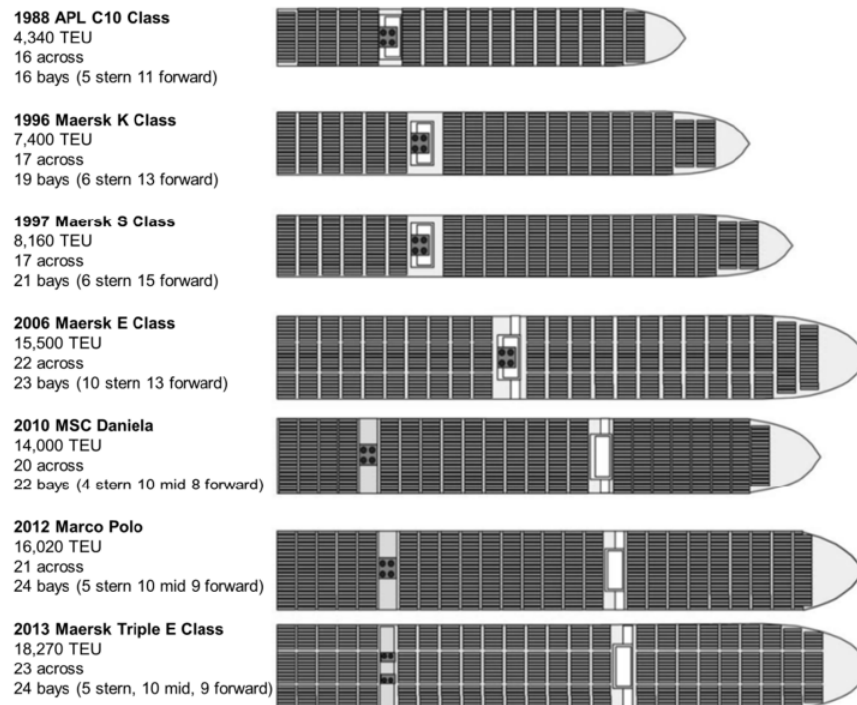 1988 APL C10 Class
4,340 TEU
16 across
16 bays (5 stern 11 forward)
1996 Maersk K Class
7,400 TEU
17 across
19 bays (6 stern 13 forward)
1997 Maersk S Class
8,160 TEU
17 across
21 bays (6 stern 15 forward)
2006 Maersk E Class
15,500 TEU
22 across
23 bays (10 stern 13 forward)
2010 MSC Daniela
14,000 TEU
20 across
22 bays (4 stern 10 mid 8 forward)
2012 Marco Polo
16,020 TEU
21 across
24 bays (5 stern 10 mid 9 forward)
2013 Maersk Triple E Class
18,270 TEU
23 across
24 bays (5 stern, 10 mid, 9 forward)